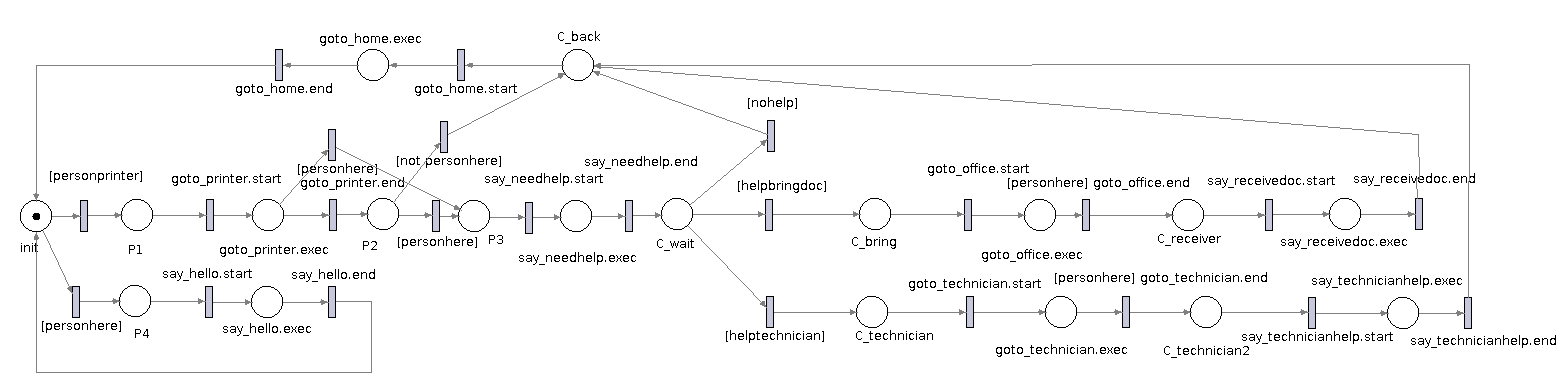 goto_home.exec
C_back
goto_home.end
goto_home.start
[nohelp]
[not personhere]
[personhere]
[personprinter]
goto_printer.start
goto_printer.end
say_needhelp.start
say_needhelp.end
[helpbringdoc]
goto_office.start
[personhere]
goto_office.end
say_receivedoc.start
say_receivedoc.end
init
P1
goto_printer.exec
P2
[personhere]
P3
say_needhelp.exec
C_wait
C_bring
goto_office.exec
C_receiver
say_receivedoc.exec
say_hello.start
say_hello.end
goto_technician.start
[personhere]
goto_technician.end
say_technicianhelp.exec
[personhere]
P4
say_hello.exec
[helptechnician]
C_technician
goto_technician.exec
C_technician2
say_technicianhelp.start
say_technicianhelp.end